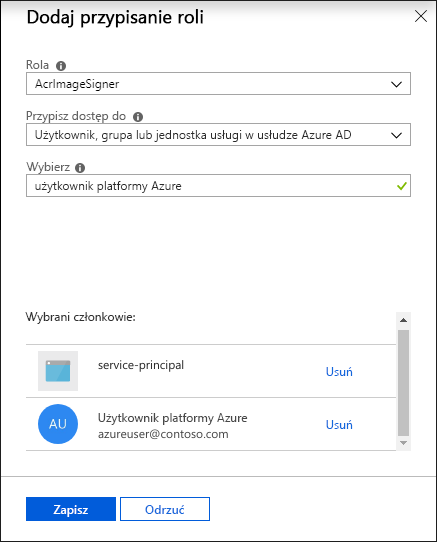 Dodaj przypisanie roli
Rola
AcrImageSigner
Przypisz dostęp do
Użytkownik, grupa lub jednostka usługi w usłudze Azure AD
Wybierz
użytkownik platformy Azure
Wybrani członkowie:
service-principal
Usuń
AU
Użytkownik platformy Azure
azureuser@contoso.com
Usuń
Zapisz
Odrzuć